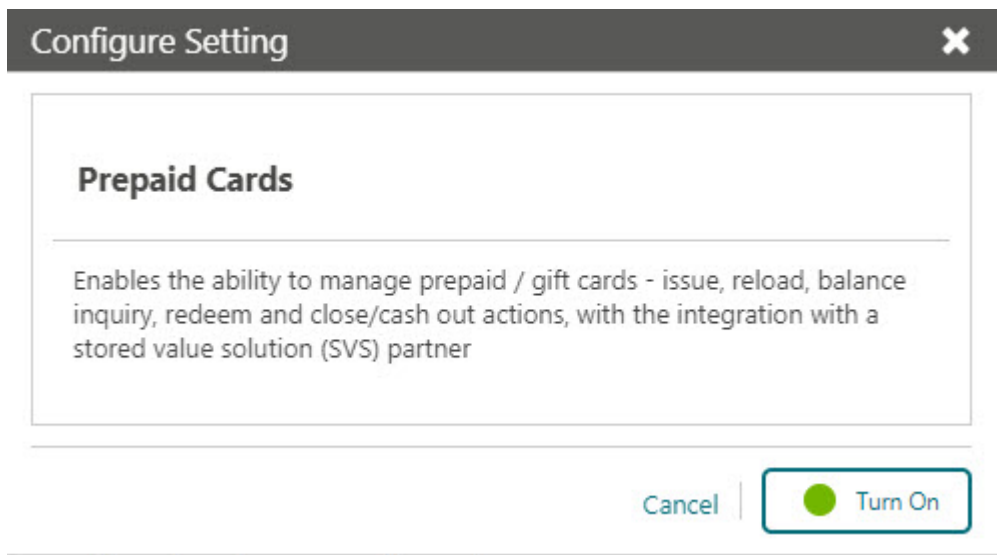 Configure Setting
Prepaid Cards
Enables the ability to manage prepaid / gift cards - issue, reload, balance
inquiry, redeem and close/cash out actions, with the integration with a
stored value solution (SVS) partner
Cancel
Turn On